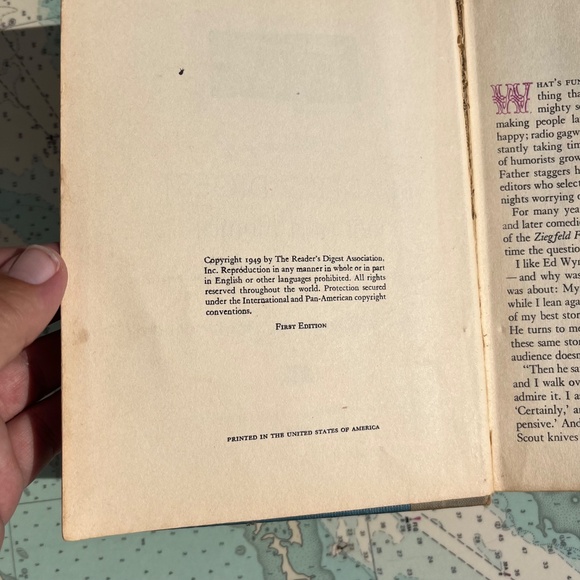 Copyright 1949 by The Reader's Digest Association,
Inc. Reproduction in any manner in whole or in part
in English or other languages prohibited. All rights
reserved throughout the world. Protection secured
under the International and Pan-American copyright
conventions.
First Edition
PRINTED IN THE UNITED STATES OF AMERICA
WHAT'S FUN
thing tha
mighty s
making people la
happy; radio gagw
stantly taking tim
of humorists grow
Father staggers h
editors who select
nights worrying o
For many yea
and later comedi
of the Ziegfeld F
time the question
I like Ed Wyn
— and why was
was about: My
while I lean aga
of my best stor
He turns to me
these same stor
audience doesn
"Then he sa
and I walk ov
admire it. I a
'Certainly,' a
pensive.' And
Scout knives